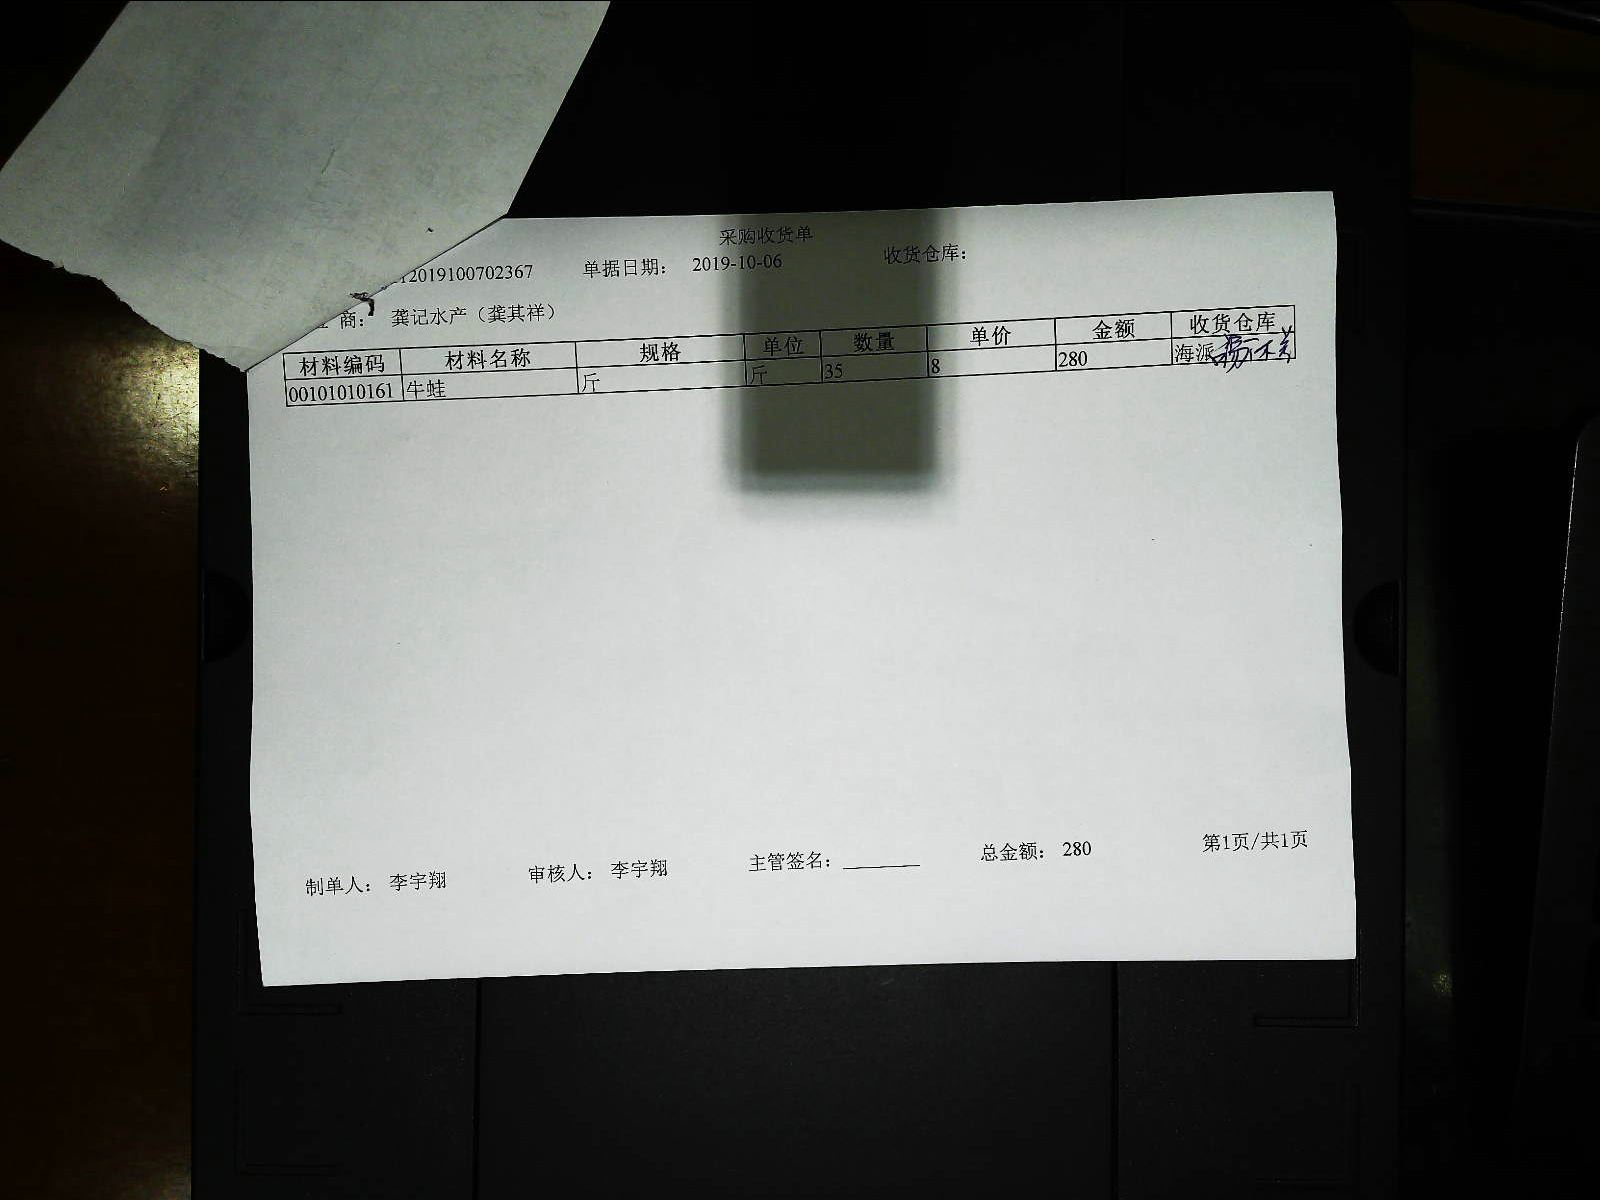 采购收货单
12019100702367 单据日期: 2019-10-06 收货仓库:
商: 龚记水产（龚其祥）
材料编码 材料名称 规格 单位 数量 单价 金额 收货仓库
00101010161 牛蛙 斤 斤 35 8 280 海派
制单人: 李宇翔 审核人: 李宇翔 主管签名: 总金额: 280 第1页/共1页